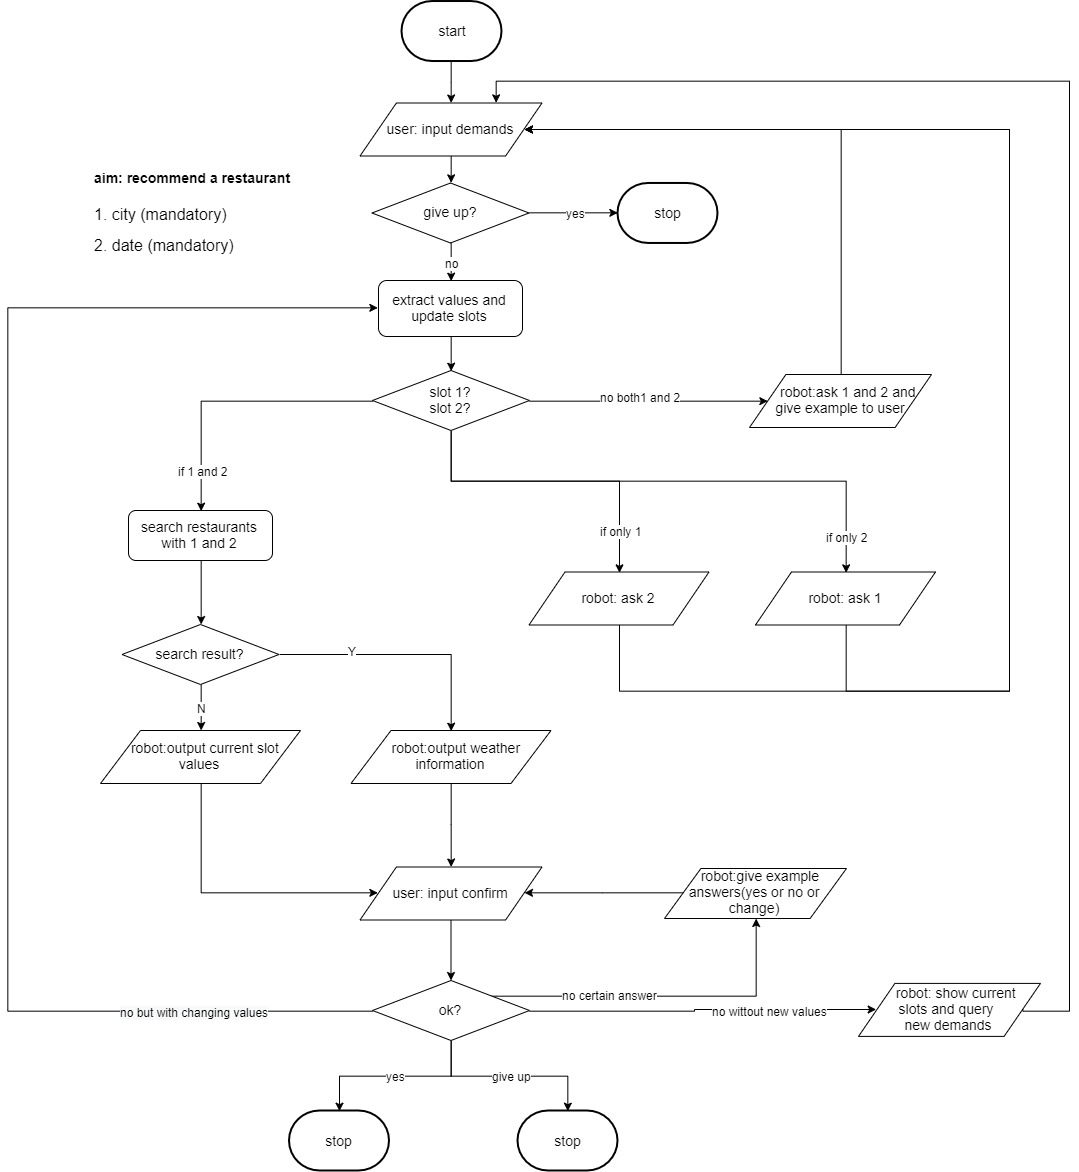 start
user: input demands
aim: recommend a restaurant
1. city (mandatory)
2. date (mandatory)
give up?
yes
stop
no
extract values and
update slots
slot 1?
slot 2?
no both1 and 2
robot:ask 1 and 2 and
give example to user
if 1 and 2
search restaurants
with 1 and 2
if only 1
if only 2
robot: ask 2
robot: ask 1
search result?
Y
N
robot:output current slot
values
robot:output weather
information
user: input confirm
robot:give example
answers(yes or no or
change)
ok?
no certain answer
no but with changing values
no wittout new values
robot: show current
slots and query
new demands
yes
give up
stop
stop